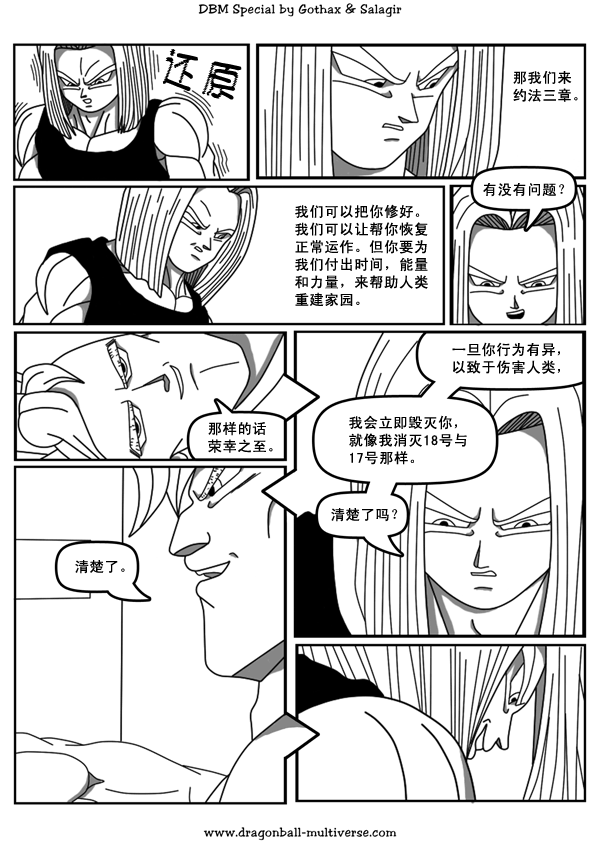 DBM Special by Gothax & Salagir
还原
那我们来
约法三章。
我们可以把你修好。
我们可以让帮你恢复
正常运作。但你要为
我们付出时间，能量
和力量，来帮助人类
重建家园。
有没有问题？
那样的话
荣幸之至。
一旦你行为有异，
以致于伤害人类，
我会立即毁灭你，
就像我消灭18号与
17号那样。
清楚了吗？
清楚了。
www.dragonball-multiverse.com